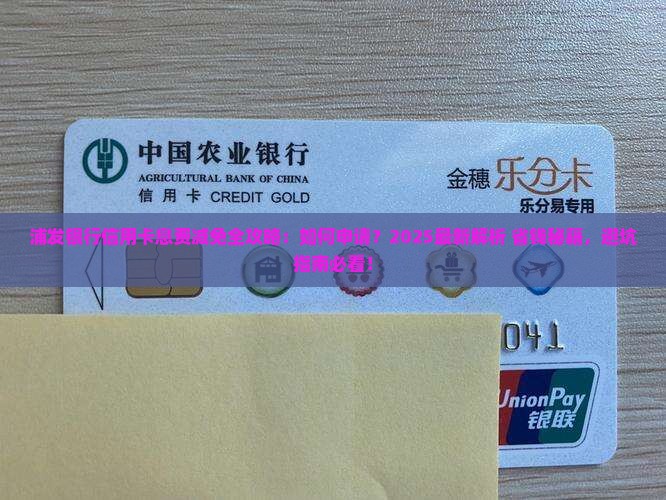 中国农业银行
AGRICULTURAL BANK OF CHINA
信用卡 CREDIT GOLD
金穗 乐分卡
乐分易专用
浦发银行信用卡息费减免全攻略：如何申请？2025最新解析 省钱秘籍，避坑
指南必看！
041
UnionPay
银联